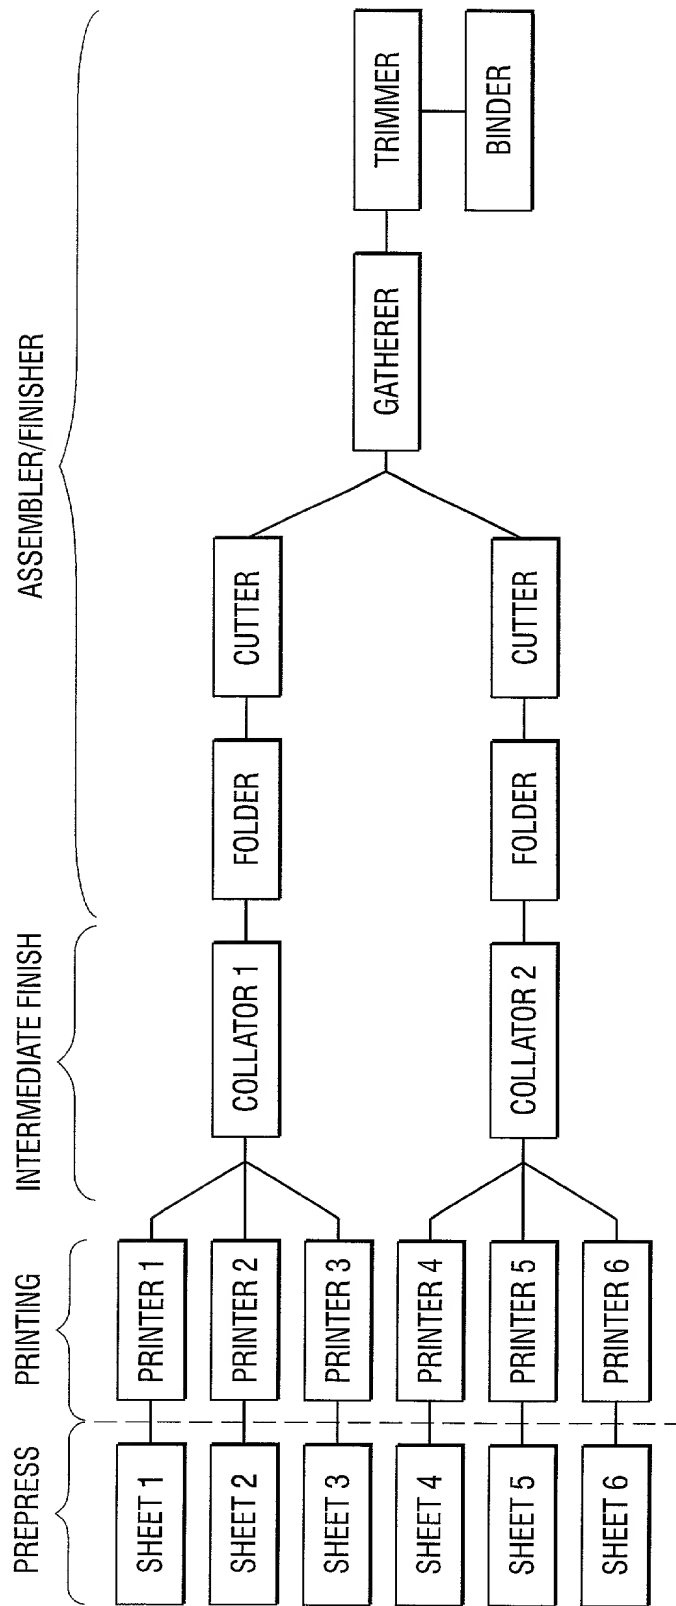 PREPRESS
PRINTING
INTERMEDIATE FINISH
ASSEMBLER/FINISHER
SHEET 1
PRINTER 1
SHEET 2
PRINTER 2
COLLATOR 1
FOLDER
CUTTER
SHEET 3
PRINTER 3
GATHERER
TRIMMER
SHEET 4
PRINTER 4
BINDER
SHEET 5
PRINTER 5
COLLATOR 2
FOLDER
CUTTER
SHEET 6
PRINTER 6